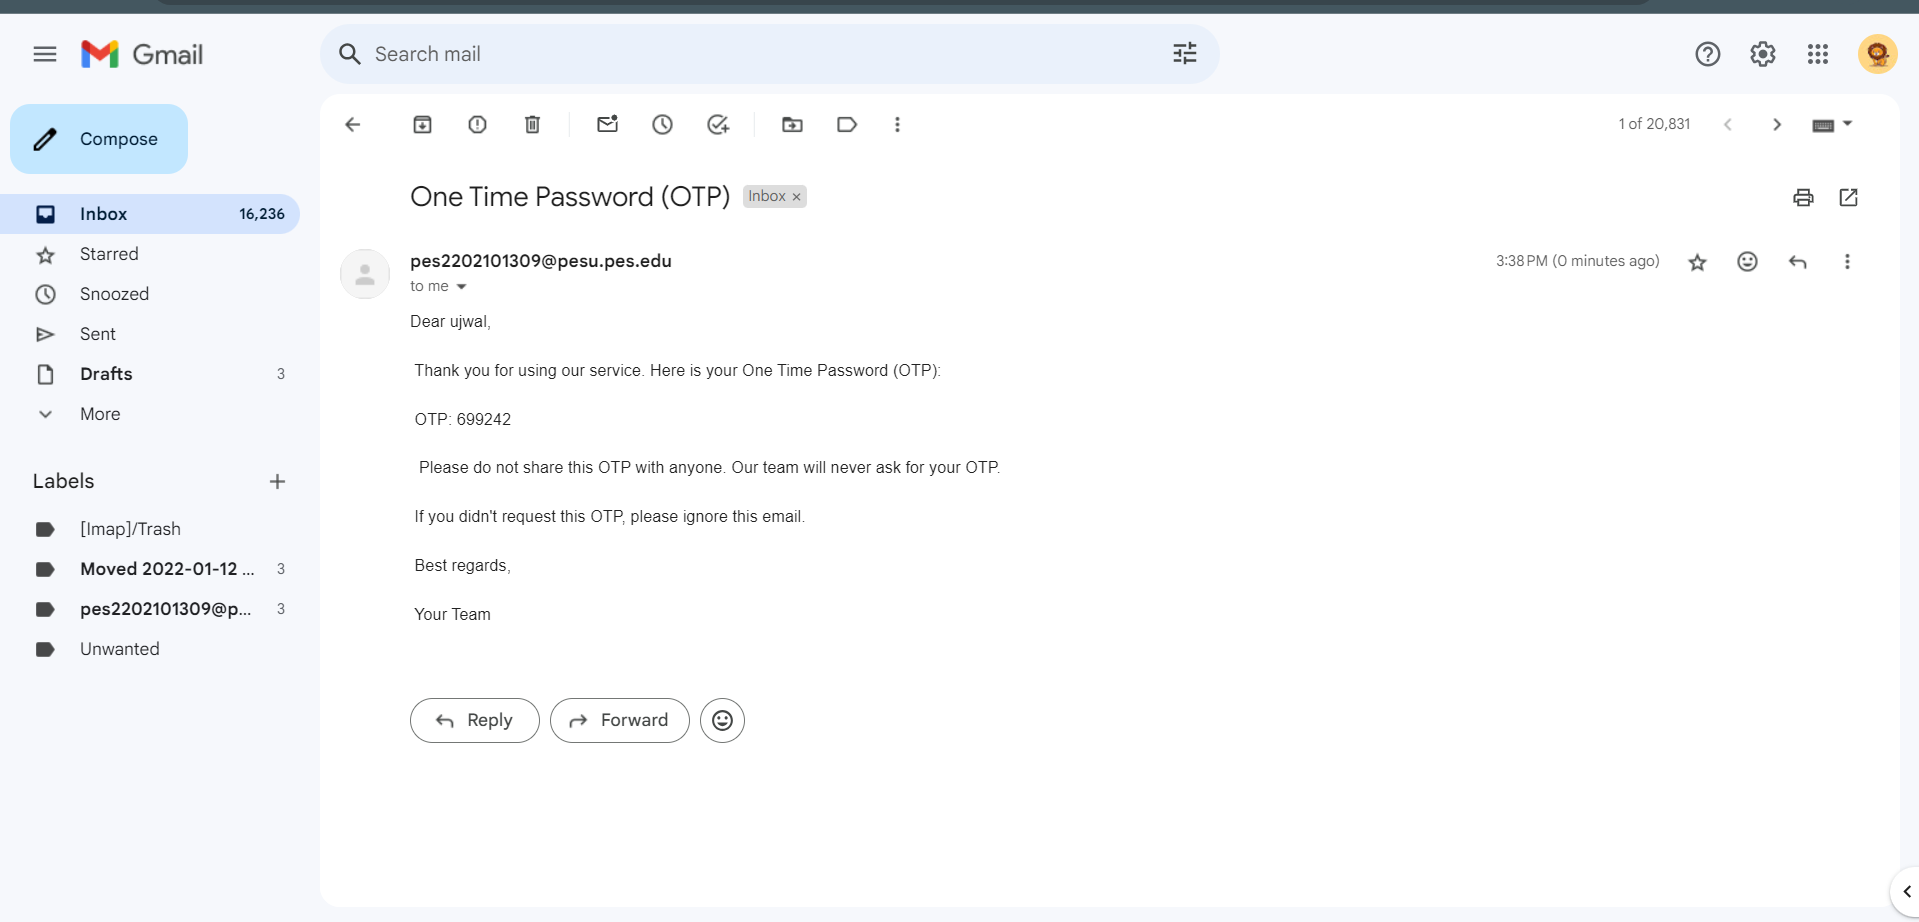 Gmail
Search mail
Compose
1 of 20,831
Inbox 16,236
Starred
Snoozed
Sent
Drafts 3
More
Labels
[Imap]/Trash
Moved 2022-01-12 ... 3
pes2202101309@p... 3
Unwanted
One Time Password (OTP) Inbox ×
pes2202101309@pesu.pes.edu 3:38 PM (0 minutes ago)
to me
Dear ujwal,
Thank you for using our service. Here is your One Time Password (OTP):
OTP: 699242
Please do not share this OTP with anyone. Our team will never ask for your OTP.
If you didn't request this OTP, please ignore this email.
Best regards,
Your Team
Reply Forward